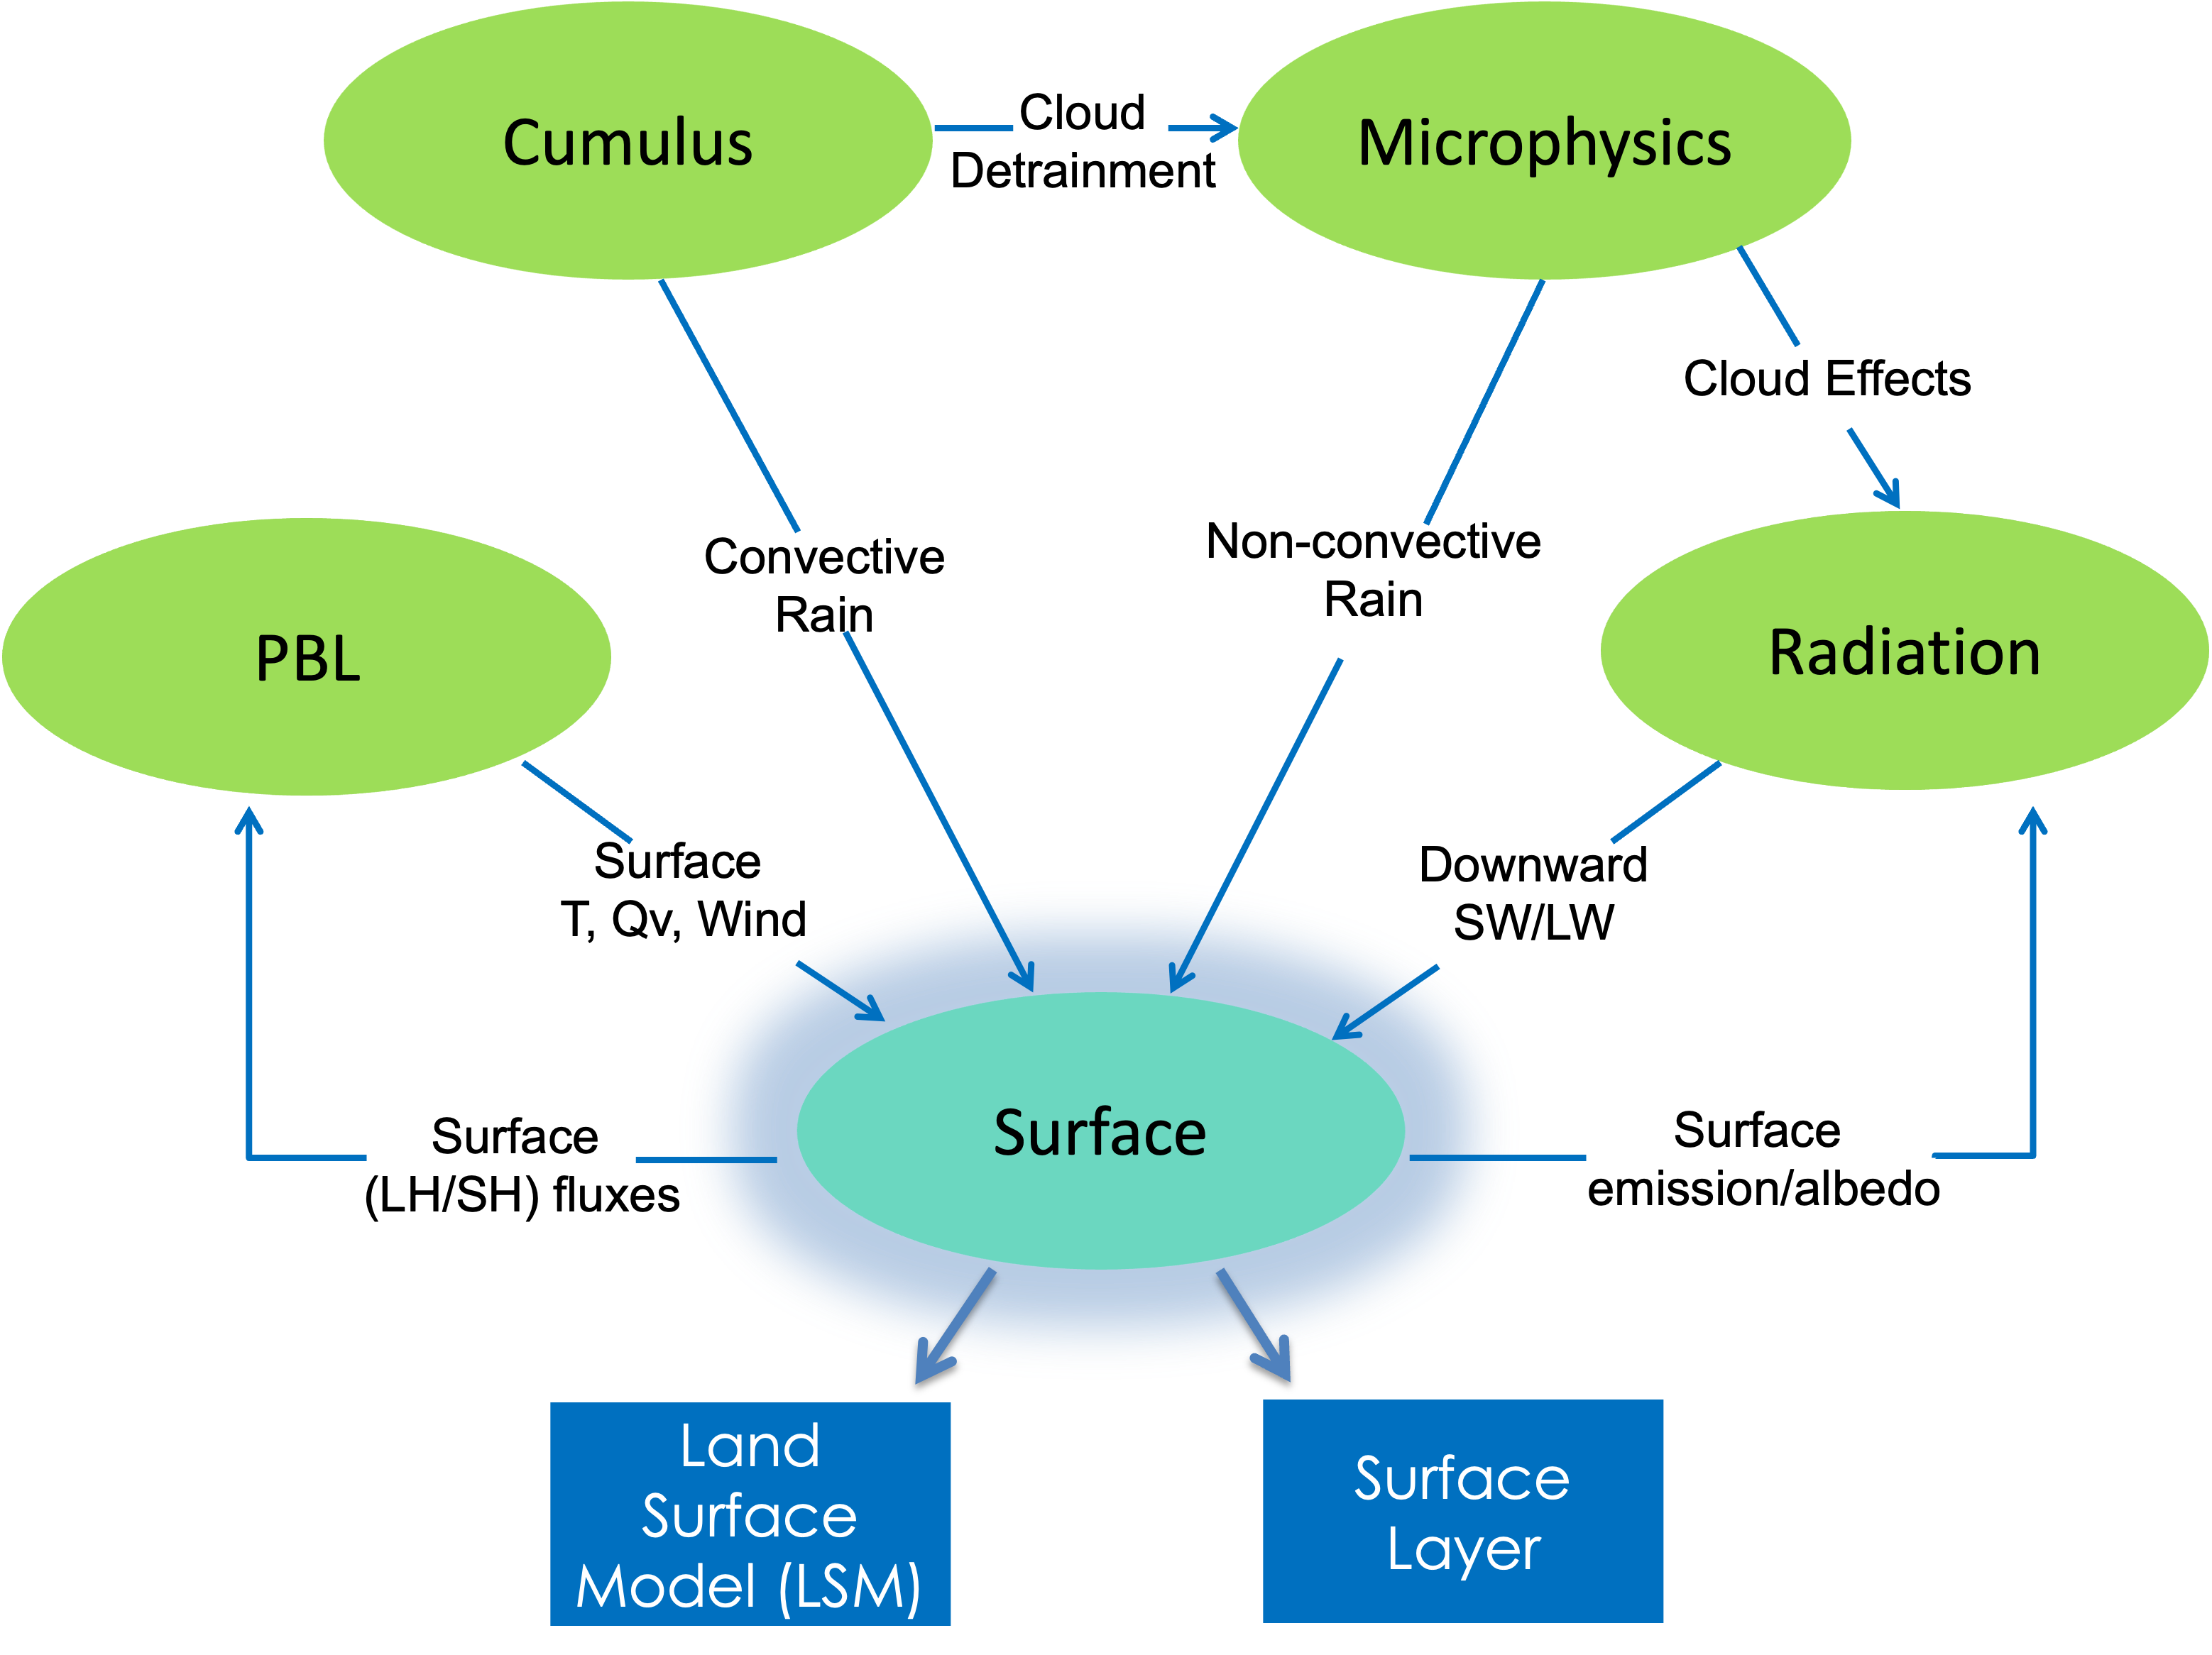 Cumulus
Cloud
Detrainment
Microphysics
Cloud Effects
Convective
Rain
Non-convective
Rain
PBL
Radiation
Surface
T, Qv, Wind
Downward
SW/LW
Surface
(LH/SH) fluxes
Surface
Surface
emission/albedo
Land
Surface
Model (LSM)
Surface
Layer